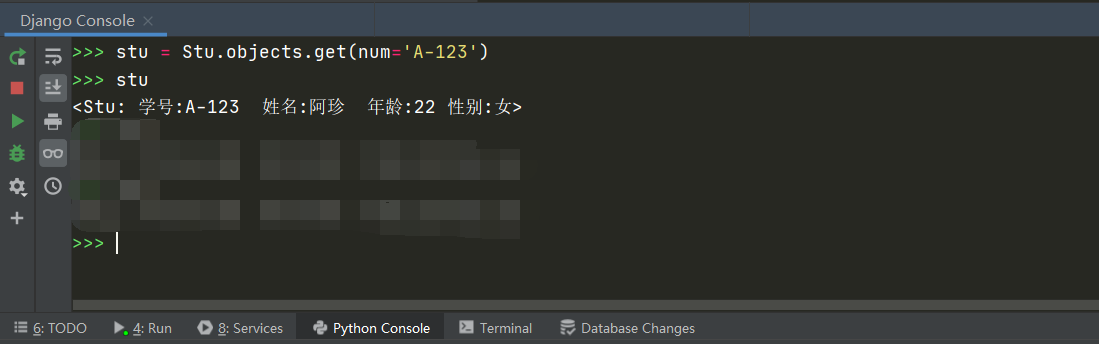 Django Console
>>> stu = Stu.objects.get(num='A-123')
>>> stu
<Stu: 学号:A-123  姓名:阿珍  年龄:22 性别:女>
>>>
6: TODO 4: Run 8: Services Python Console Terminal Database Changes